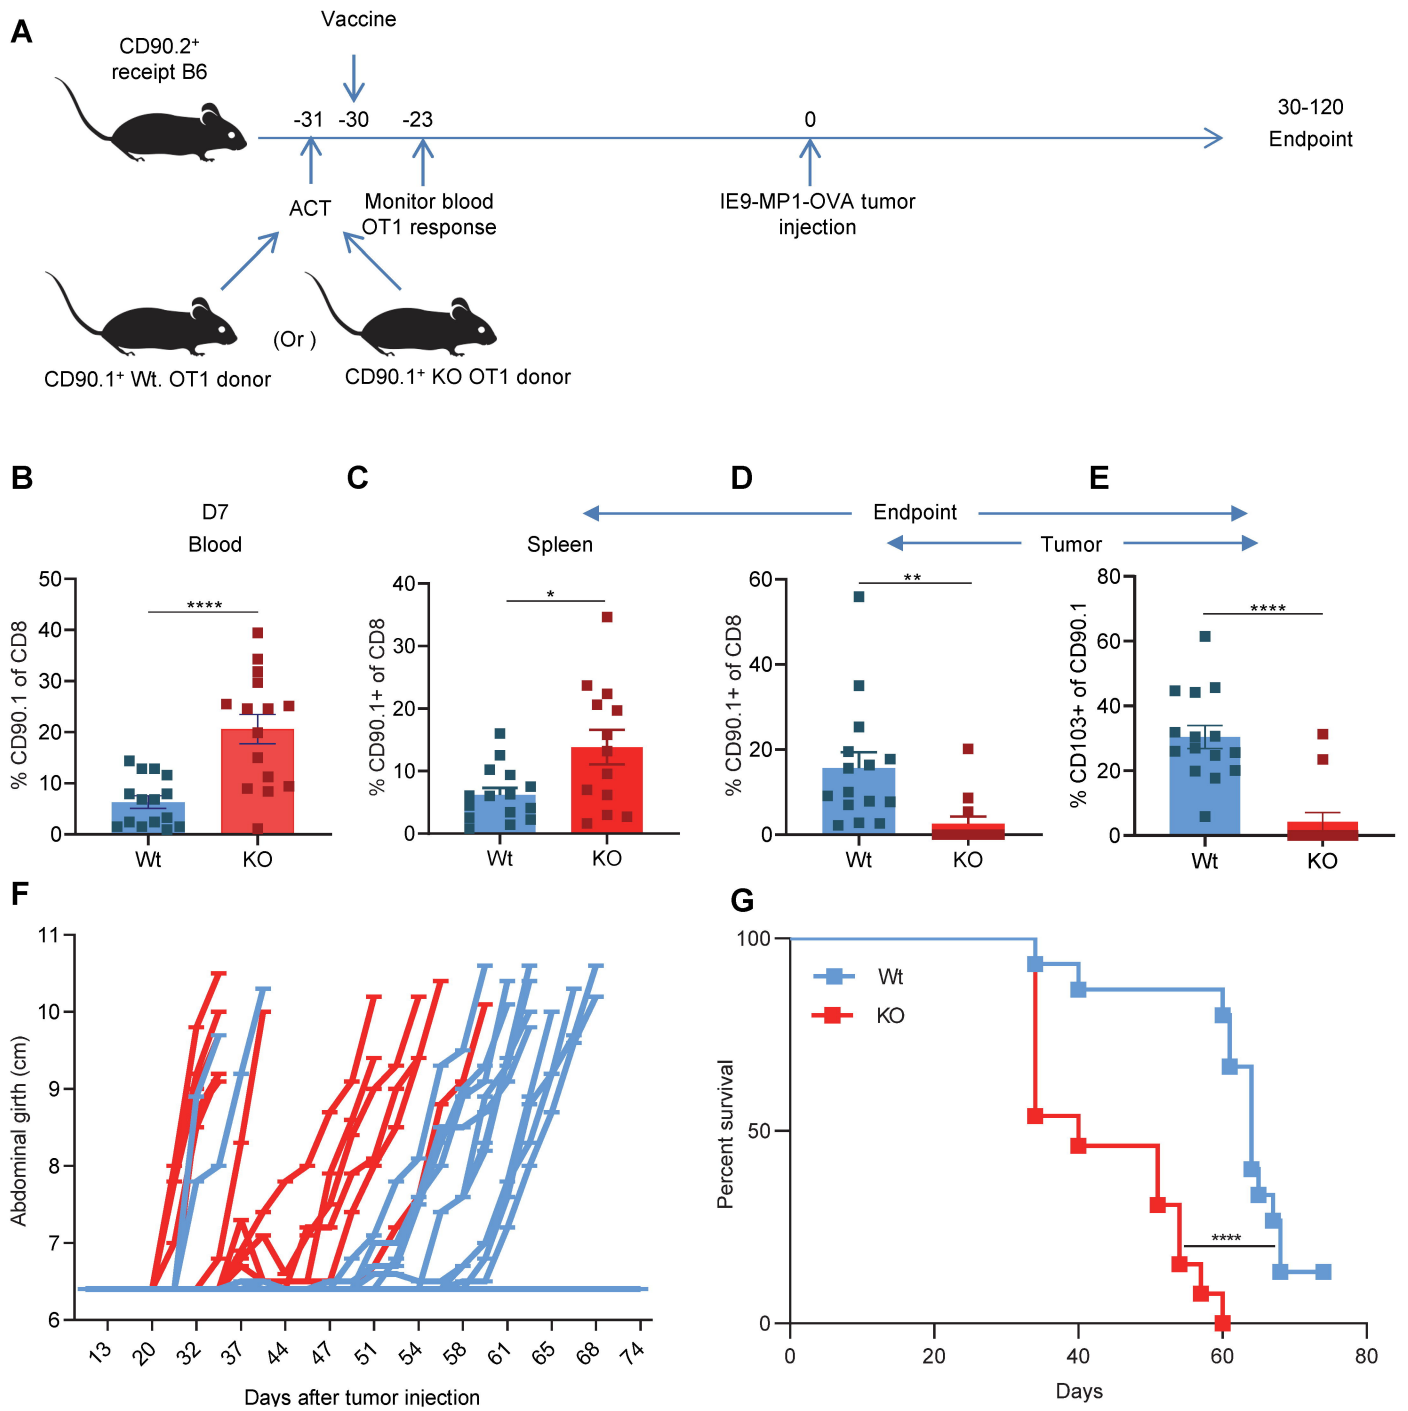 A
Vaccine
CD90.2+
receipt B6
-31 -30 -23 0
30-120
Endpoint
ACT
Monitor blood
OT1 response
IE9-MP1-OVA tumor
injection
(Or )
CD90.1+ Wt. OT1 donor
CD90.1+ KO OT1 donor
B
D7
Blood
% CD90.1 of CD8
50
40
30
20
10
0
****
Wt KO
C
Spleen
% CD90.1+ of CD8
40
30
20
10
0
*
Wt KO
Endpoint
Tumor
D
% CD90.1+ of CD8
60
40
20
0
**
Wt KO
E
% CD103+ of CD90.1
80
60
40
20
0
****
Wt KO
F
Abdominal girth (cm)
11
10
9
8
7
6
13 20 32 37 44 47 51 54 58 61 65 68 74
Days after tumor injection
G
Percent survival
100
50
0
Wt
KO
****
0 20 40 60 80
Days